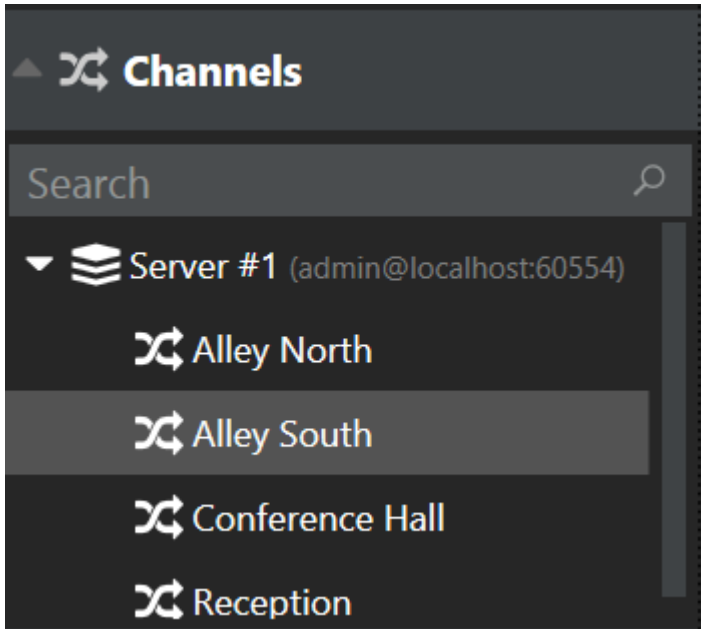 Channels
Search
Server #1 (admin@localhost:60554)
Alley North
Alley South
Conference Hall
Reception